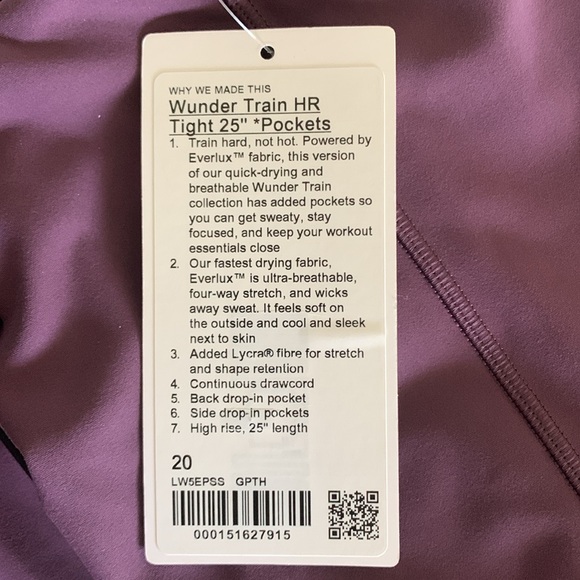 WHY WE MADE THIS
Wunder Train HR
Tight 25" *Pockets
1. Train hard, not hot. Powered by
Everlux™ fabric, this version
of our quick-drying and
breathable Wunder Train
collection has added pockets so
you can get sweaty, stay
focused, and keep your workout
essentials close
2. Our fastest drying fabric,
Everlux™ is ultra-breathable,
four-way stretch, and wicks
away sweat. It feels soft on
the outside and cool and sleek
next to skin
3. Added Lycra® fibre for stretch
and shape retention
4. Continuous drawcord
5. Back drop-in pocket
6. Side drop-in pockets
7. High rise, 25" length
20
LW5EPSS GPTH
000151627915